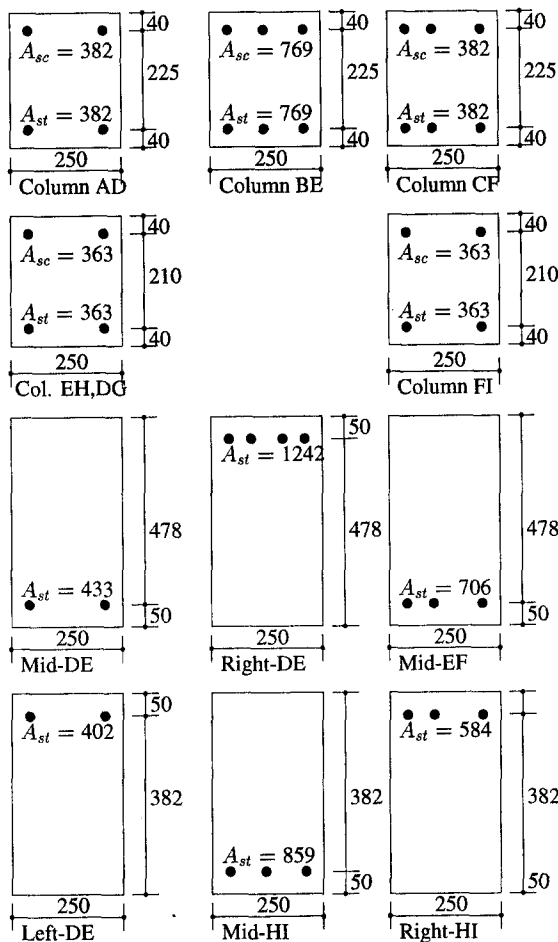 40
40
40
A_sc = 382
A_sc = 769
A_sc = 382
225
225
225
A_st = 382
A_st = 769
A_st = 382
40
40
40
250
250
250
Column AD
Column BE
Column CF
40
40
A_sc = 363
A_sc = 363
210
210
A_st = 363
A_st = 363
40
40
250
250
Col. EH,DG
Column FI
50
A_st = 1242
478
478
478
A_st = 433
A_st = 706
50
50
250
250
250
Mid-DE
Right-DE
Mid-EF
50
A_st = 402
A_st = 584
382
382
382
A_st = 859
50
50
250
250
250
Left-DE
Mid-HI
Right-HI